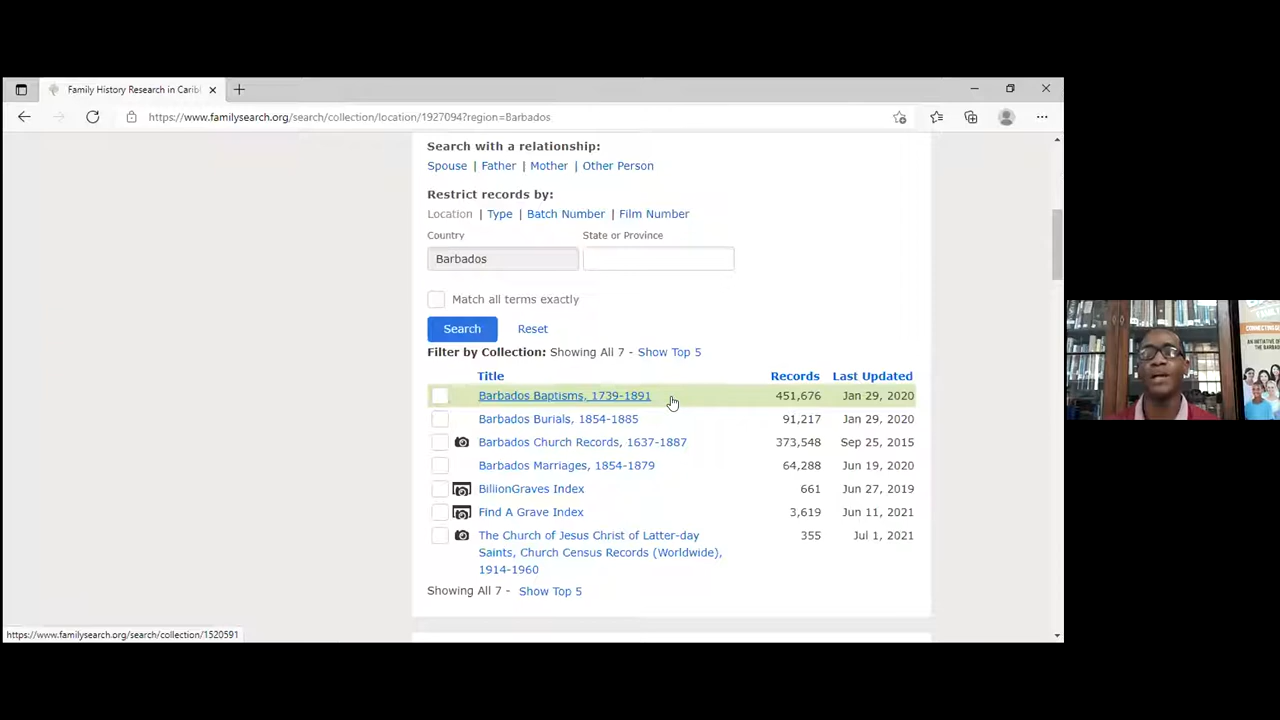 Family History Research in Carib
https://www.familysearch.org/search/collection/location/1927094?region=Barbados
Search with a relationship:
Spouse | Father | Mother | Other Person
Restrict records by:
Location | Type | Batch Number | Film Number
Country State or Province
Barbados
Match all terms exactly
Search Reset
Filter by Collection: Showing All 7 - Show Top 5
Title Records Last Updated
Barbados Baptisms, 1739-1891 451,676 Jan 29, 2020
Barbados Burials, 1854-1885 91,217 Jan 29, 2020
Barbados Church Records, 1637-1887 373,548 Sep 25, 2015
Barbados Marriages, 1854-1879 64,288 Jun 19, 2020
BillionGraves Index 661 Jun 27, 2019
Find A Grave Index 3,619 Jun 11, 2021
The Church of Jesus Christ of Latter-day 355 Jul 1, 2021
Saints, Church Census Records (Worldwide),
1914-1960
Showing All 7 - Show Top 5
https://www.familysearch.org/search/collection/1520591
AN INITIATIVE O
THE BARBAD